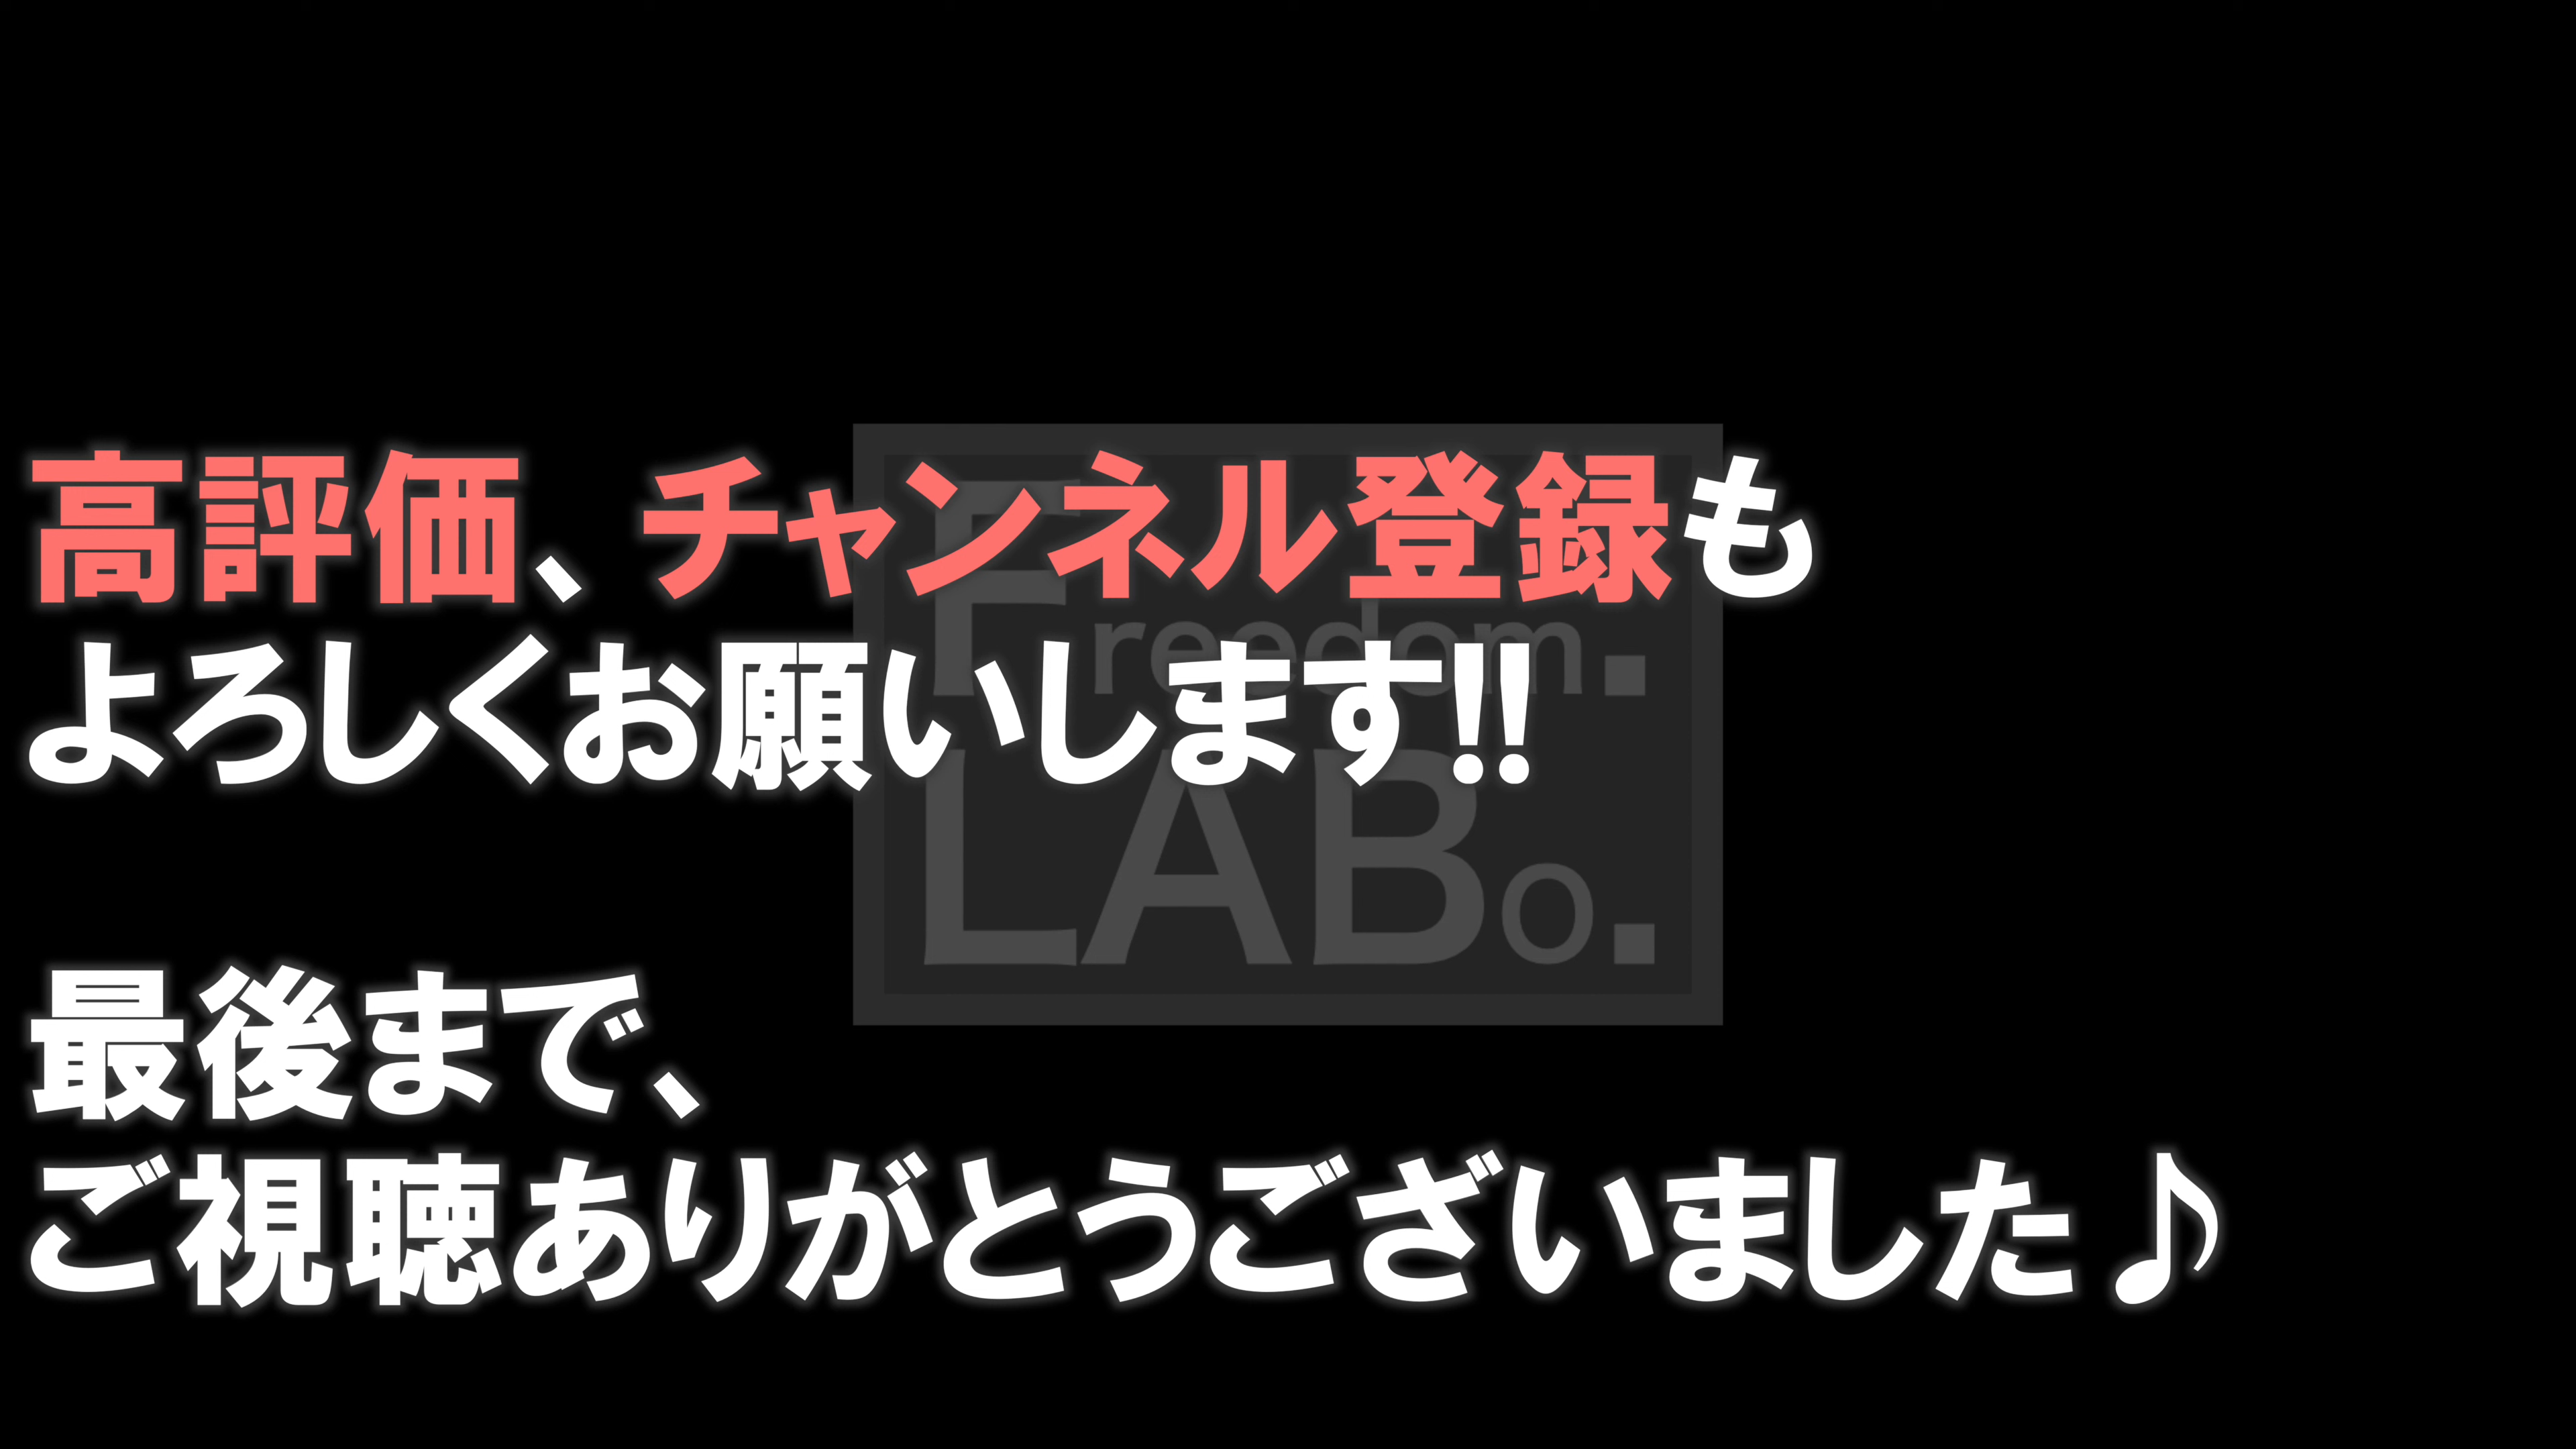 高評価、チャンネル登録も
よろしくお願いします!!
Freedom.
LABo.
最後まで、
ご視聴ありがとうございました♪